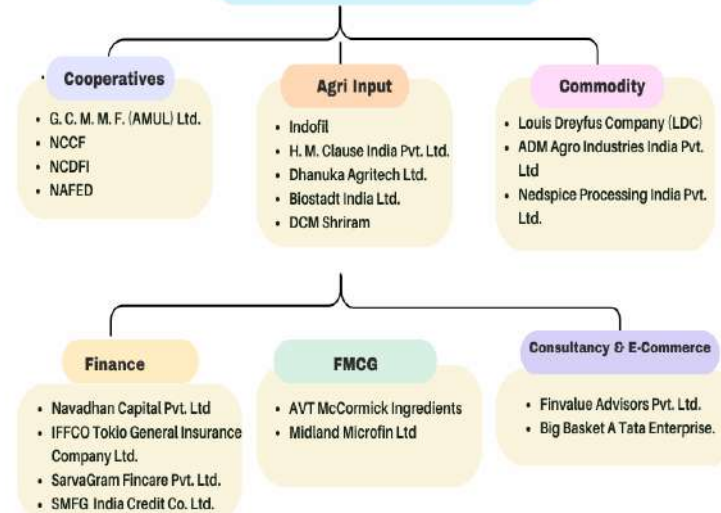 Cooperatives
• G. C. M. M. F. (AMUL) Ltd.
• NCCF
• NCDFI
• NAFED
Agri Input
• Indofil
• H. M. Clause India Pvt. Ltd.
• Dhanuka Agritech Ltd.
• Biostadt India Ltd.
• DCM Shriram
Commodity
• Louis Dreyfus Company (LDC)
• ADM Agro Industries India Pvt.
Ltd
• Nedspice Processing India Pvt.
Ltd.
Finance
• Navadhan Capital Pvt. Ltd
• IFFCO Tokio General Insurance
Company Ltd.
• SarvaGram Fincare Pvt. Ltd.
• SMFG India Credit Co. Ltd.
FMCG
• AVT McCormick Ingredients
• Midland Microfin Ltd
Consultancy & E-Commerce
• Finvalue Advisors Pvt. Ltd.
• Big Basket A Tata Enterprise.